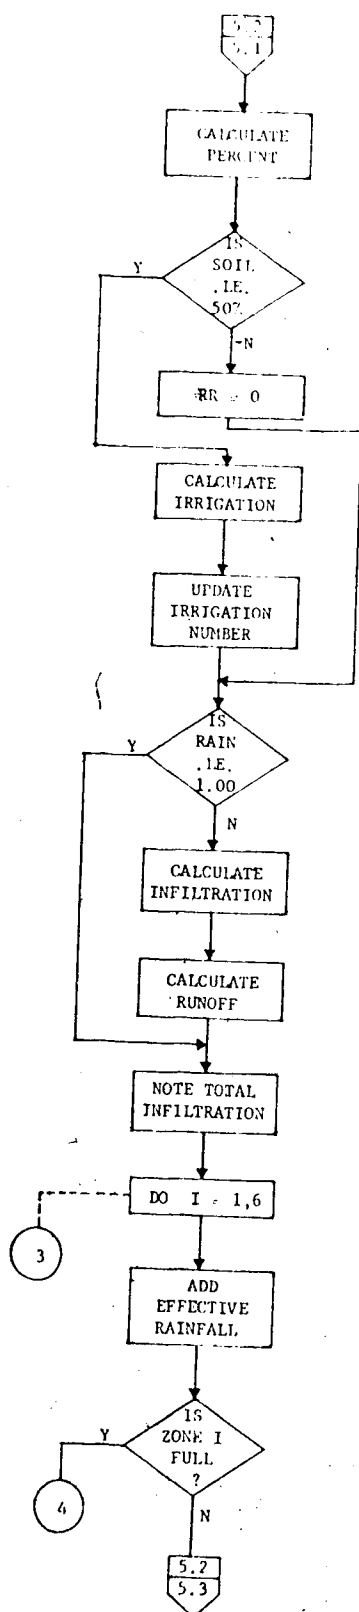 5.2
5.1
CALCULATE
PERCENT
IS
SOIL
.LE.
50%
Y
N
RR = 0
CALCULATE
IRRIGATION
UPDATE
IRRIGATION
NUMBER
IS
RAIN
.LE.
1.00
Y
N
CALCULATE
INFILTRATION
CALCULATE
RUNOFF
NOTE TOTAL
INFILTRATION
DO I = 1,6
3
ADD
EFFECTIVE
RAINFALL
IS
ZONE I
FULL
?
Y
4
N
5.2
5.3